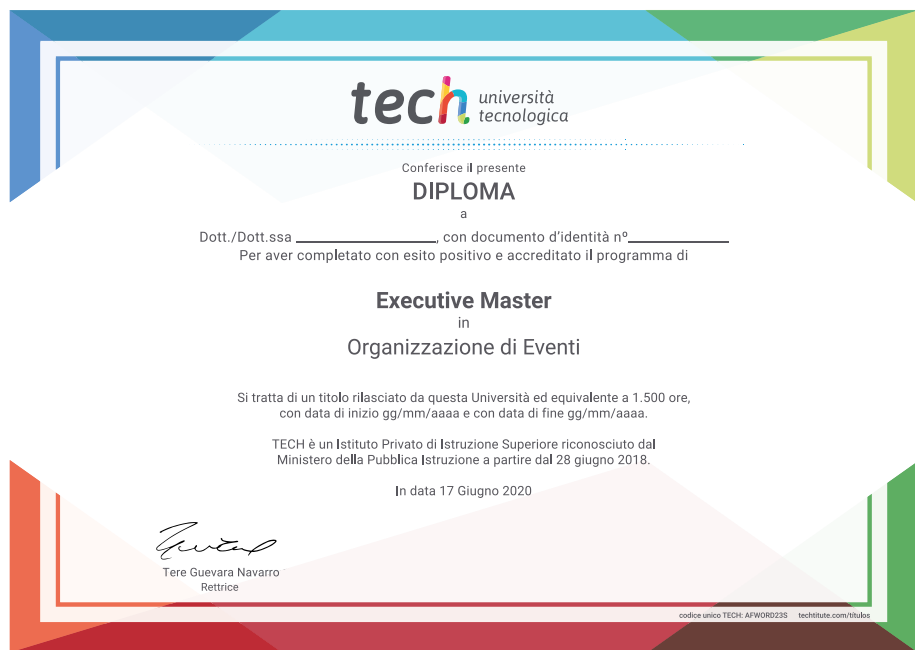 tech università
tecnologica
Conferisce il presente
DIPLOMA
a
Dott./Dott.ssa ________________, con documento d'identità nº____________
Per aver completato con esito positivo e accreditato il programma di
Executive Master
in
Organizzazione di Eventi
Si tratta di un titolo rilasciato da questa Università ed equivalente a 1.500 ore,
con data di inizio gg/mm/aaaa e con data di fine gg/mm/aaaa.
TECH è un Istituto Privato di Istruzione Superiore riconosciuto dal
Ministero della Pubblica Istruzione a partire dal 28 giugno 2018.
In data 17 Giugno 2020
Tere Guevara Navarro
Rettrice
codice unico TECH: AFWORD23S techtitute.com/titulos